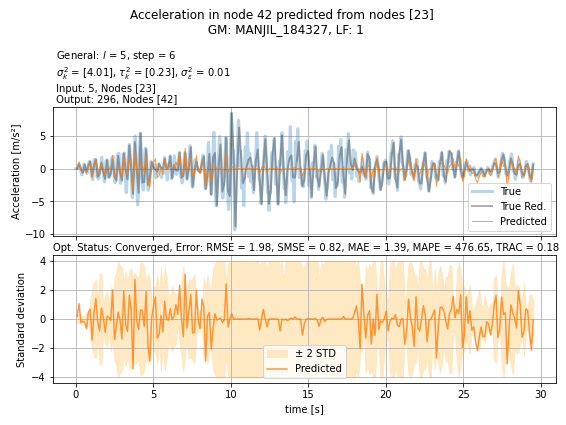 Acceleration in node 42 predicted from nodes [23]
GM: MANJIL_184327, LF: 1
General: l = 5, step = 6
σ²ₖ = [4.01], τ²ₖ = [0.23], σ²ε = 0.01
Input: 5, Nodes [23]
Output: 296, Nodes [42]
Acceleration [m/s²]
5
0
−5
−10
True
True Red.
Predicted
Opt. Status: Converged, Error: RMSE = 1.98, SMSE = 0.82, MAE = 1.39, MAPE = 476.65, TRAC = 0.18
Standard deviation
4
2
0
−2
−4
± 2 STD
Predicted
0 5 10 15 20 25 30
time [s]